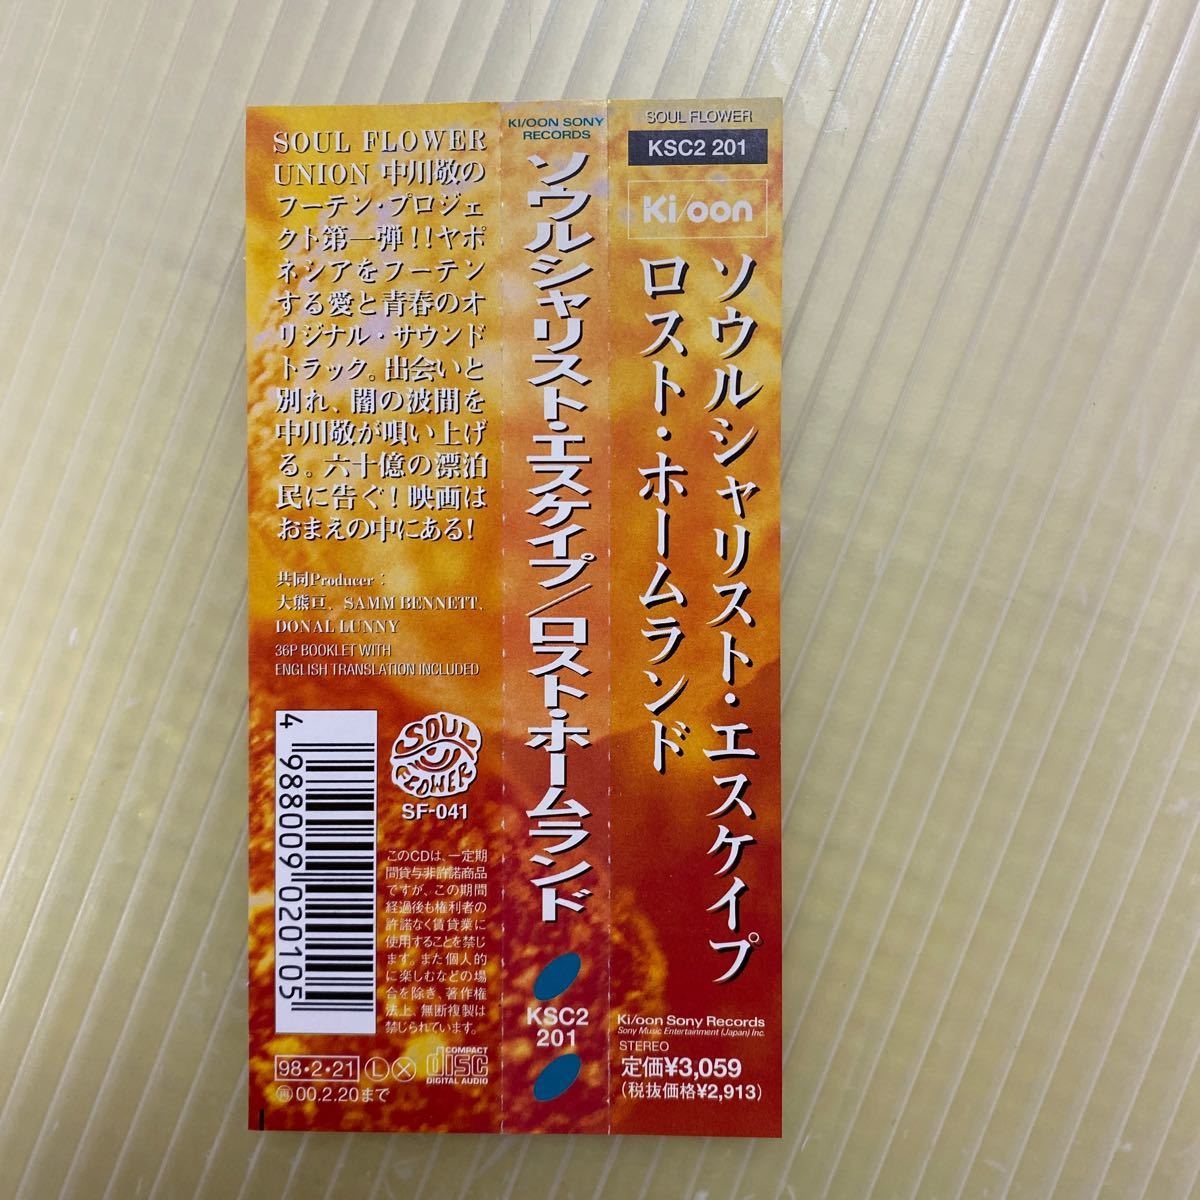 SOUL FLOWER
UNION 中川敬の
フーテン・プロジェ
クト第一弾!!ヤポ
ネシアをフーテン
する愛と青春のオ
リジナル・サウンド
トラック。出会いと
別れ、闇の波間を
中川敬が唄い上げ
る。六十億の漂泊
民に告ぐ!映画は
おまえの中にある!
共同Producer:
大熊亘、SAMM BENNETT、
DONAL LUNNY
36P BOOKLET WITH
ENGLISH TRANSLATION INCLUDED
4 988009 020105
SOUL
FLOWER
SF-041
このCDは、一定期
間貸与非許諾商品
ですが、この期間
経過後も権利者の
許諾なく賃貸業に
使用することを禁じ
ます。また個人的
に楽しむなどの場
合を除き、著作権
法上、無断複製は
禁じられています。
98・2・21 L X
再00.2.20まで
COMPACT
disc
DIGITAL AUDIO
KI/OON SONY
RECORDS
ソウルシャリスト・エスケイプ/ロスト・ホームランド
KSC2
201
SOUL FLOWER
KSC2 201
Ki/oon
ソウルシャリスト・エスケイプ
ロスト・ホームランド
Ki/oon Sony Records
Sony Music Entertainment (Japan) Inc.
STEREO
定価¥3,059
(税抜価格¥2,913)